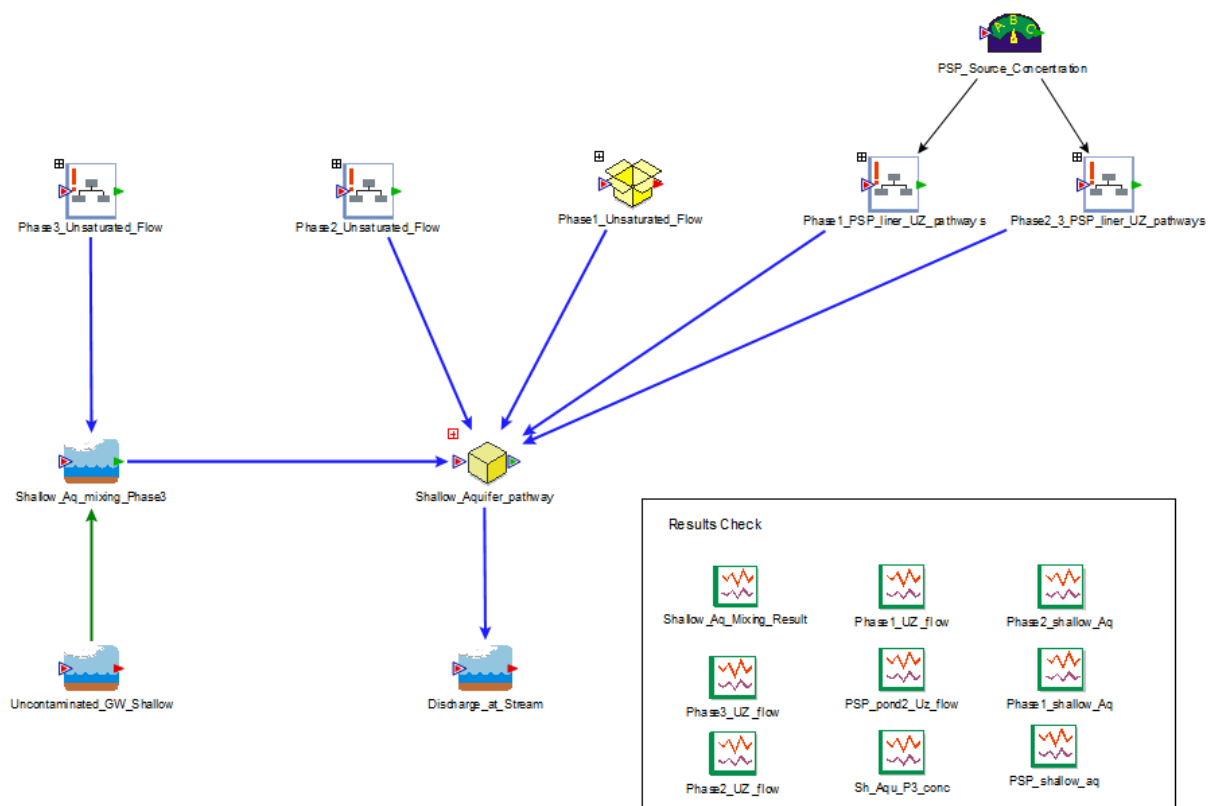 A B C
PSP_Source_Concentration
Phase3_Unsaturated_Flow
Phase2_Unsaturated_Flow
Phase1_Unsaturated_Flow
Phase1_PSP_liner_UZ_pathways
Phase2_3_PSP_liner_UZ_pathways
Shallow_Aq_mixing_Phase3
Shallow_Aquifer_pathway
Uncontaminated_GW_Shallow
Discharge_at_Stream
Results Check
Shallow_Aq_Mixing_Result
Phase1_UZ_flow
Phase2_shallow_Aq
Phase3_UZ_flow
PSP_pond2_Uz_flow
Phase1_shallow_Aq
Phase2_UZ_flow
Sh_Aqu_P3_conc
PSP_shallow_aq